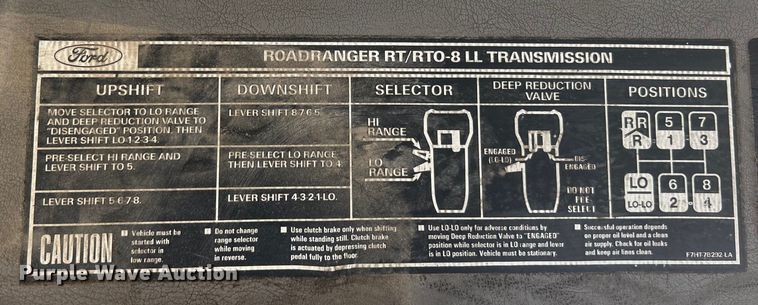 Ford
ROADRANGER RT/RTO-8 LL TRANSMISSION
UPSHIFT
DOWNSHIFT
SELECTOR
DEEP REDUCTION
VALVE
POSITIONS
MOVE SELECTOR TO LO RANGE
AND DEEP REDUCTION VALVE TO
"DISENGAGED" POSITION, THEN
LEVER SHIFT LO-1-2-3-4.
LEVER SHIFT 8-7-6-5.
PRE-SELECT HI RANGE AND
LEVER SHIFT TO 5.
PRE-SELECT LO RANGE,
THEN LEVER SHIFT TO 4.
LEVER SHIFT 5-6-7-8.
LEVER SHIFT 4-3-2-1-LO.
HI
RANGE
LO
RANGE
ENGAGED
(LO-LO)
DIS-
ENGAGED
DO NOT
PRE-
SELECT
R R 5 7
R 1 3
LO 6 8
LO-LO 2 4
CAUTION
Vehicle must be
started with
selector in
low range.
Do not change
range selector
while moving
in reverse.
Use clutch brake only when shifting
while standing still. Clutch brake
is actuated by depressing clutch
pedal fully to the floor.
Use LO-LO only for adverse conditions by
moving Deep Reduction Valve to "ENGAGED"
position while selector is in LO range and lever
is in LO position. Vehicle must be stationary.
Successful operation depends
on proper oil level and a clean
air supply. Check for oil leaks
and keep air lines clean.
F7HT-7B292-LA
Purple Wave Auction